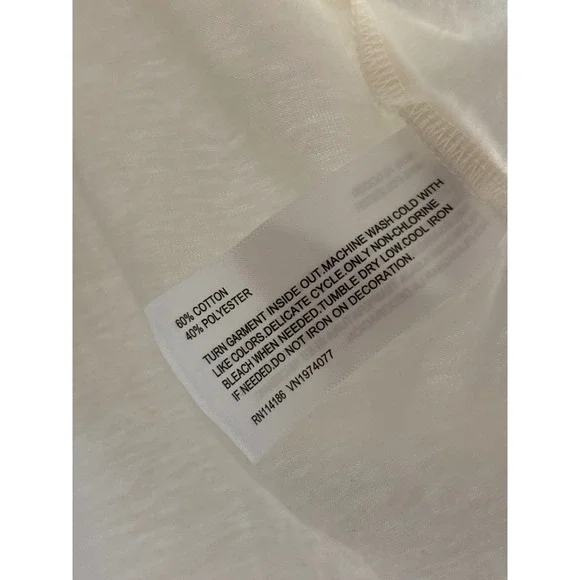 60% COTTON
40% POLYESTER
TURN GARMENT INSIDE OUT.MACHINE WASH COLD WITH
LIKE COLORS.DELICATE CYCLE.ONLY NON-CHLORINE
BLEACH WHEN NEEDED.TUMBLE DRY LOW.COOL IRON
IF NEEDED.DO NOT IRON ON DECORATION.
RN114186 VN1974077